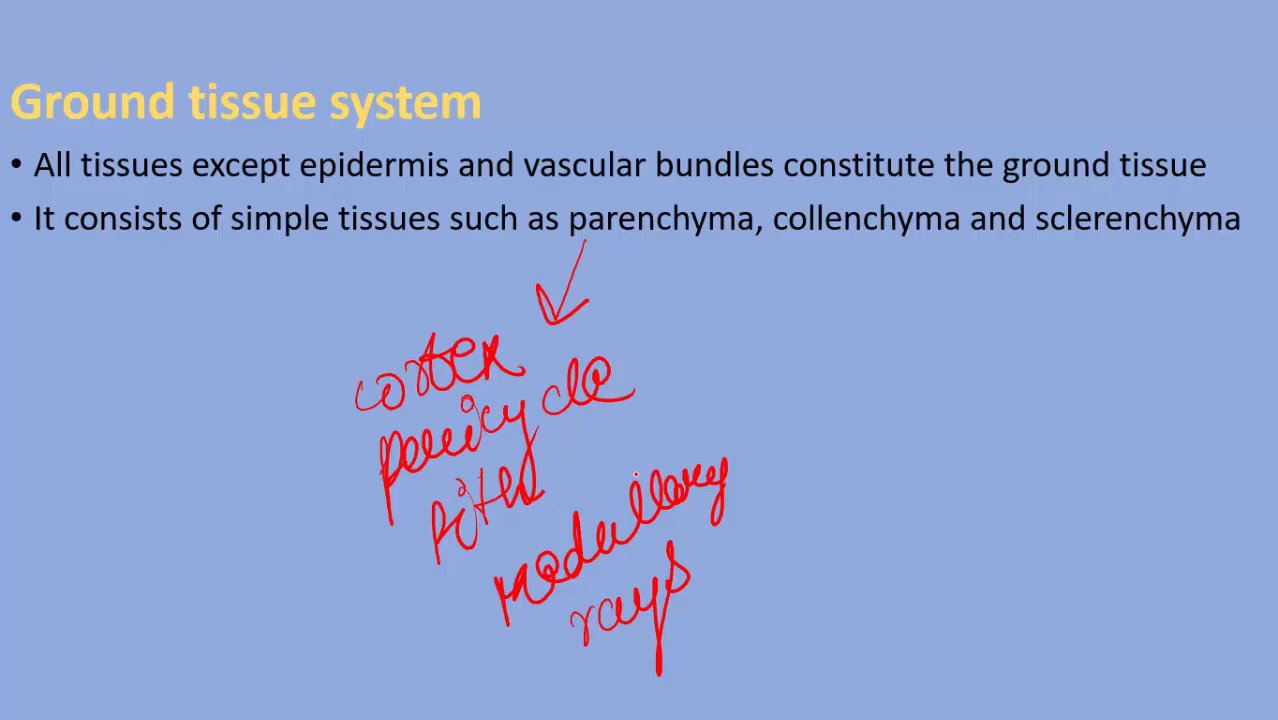 Ground tissue system
• All tissues except epidermis and vascular bundles constitute the ground tissue
• It consists of simple tissues such as parenchyma, collenchyma and sclerenchyma
cortex
pericycle
pith
medullary
rays